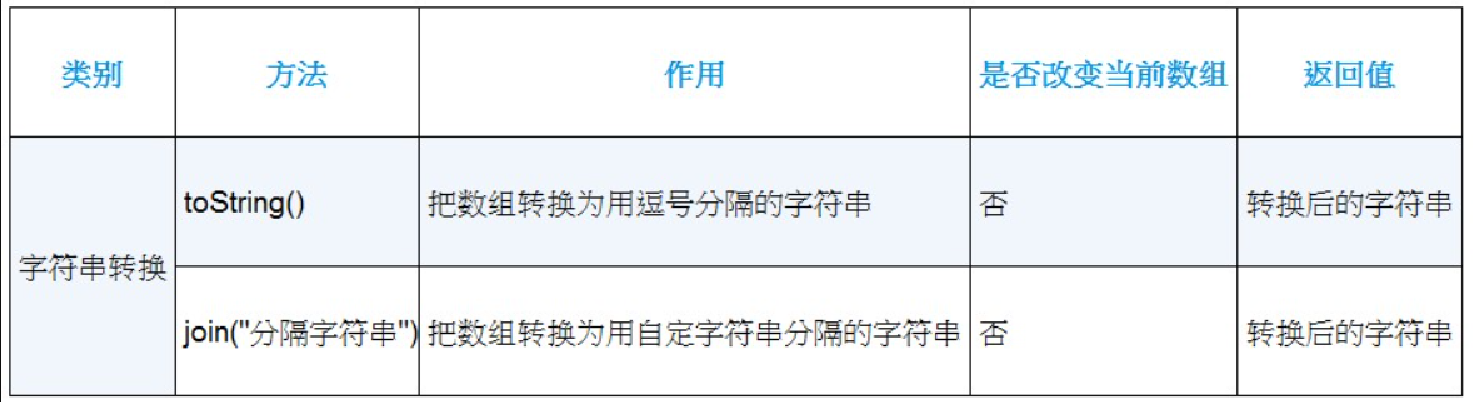 类别 方法 作用 是否改变当前数组 返回值
toString() 把数组转换为用逗号分隔的字符串 否 转换后的字符串
字符串转换
join("分隔字符串") 把数组转换为用自定字符串分隔的字符串 否 转换后的字符串